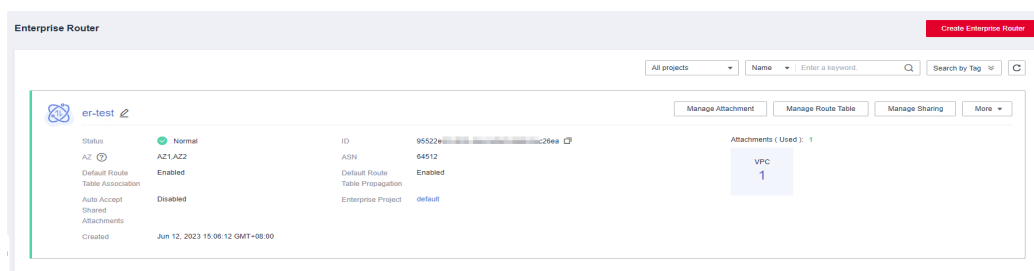 Enterprise Router
Create Enterprise Router
All projects
Name
Enter a keyword.
Search by Tag
er-test
Manage Attachment
Manage Route Table
Manage Sharing
More
Status
Normal
ID
95522e
c26ea
Attachments ( Used ): 1
AZ
AZ1,AZ2
ASN
64512
VPC
1
Default Route
Table Association
Enabled
Default Route
Table Propagation
Enabled
Auto Accept
Shared
Attachments
Disabled
Enterprise Project
default
Created
Jun 12, 2023 15:06:12 GMT+08:00